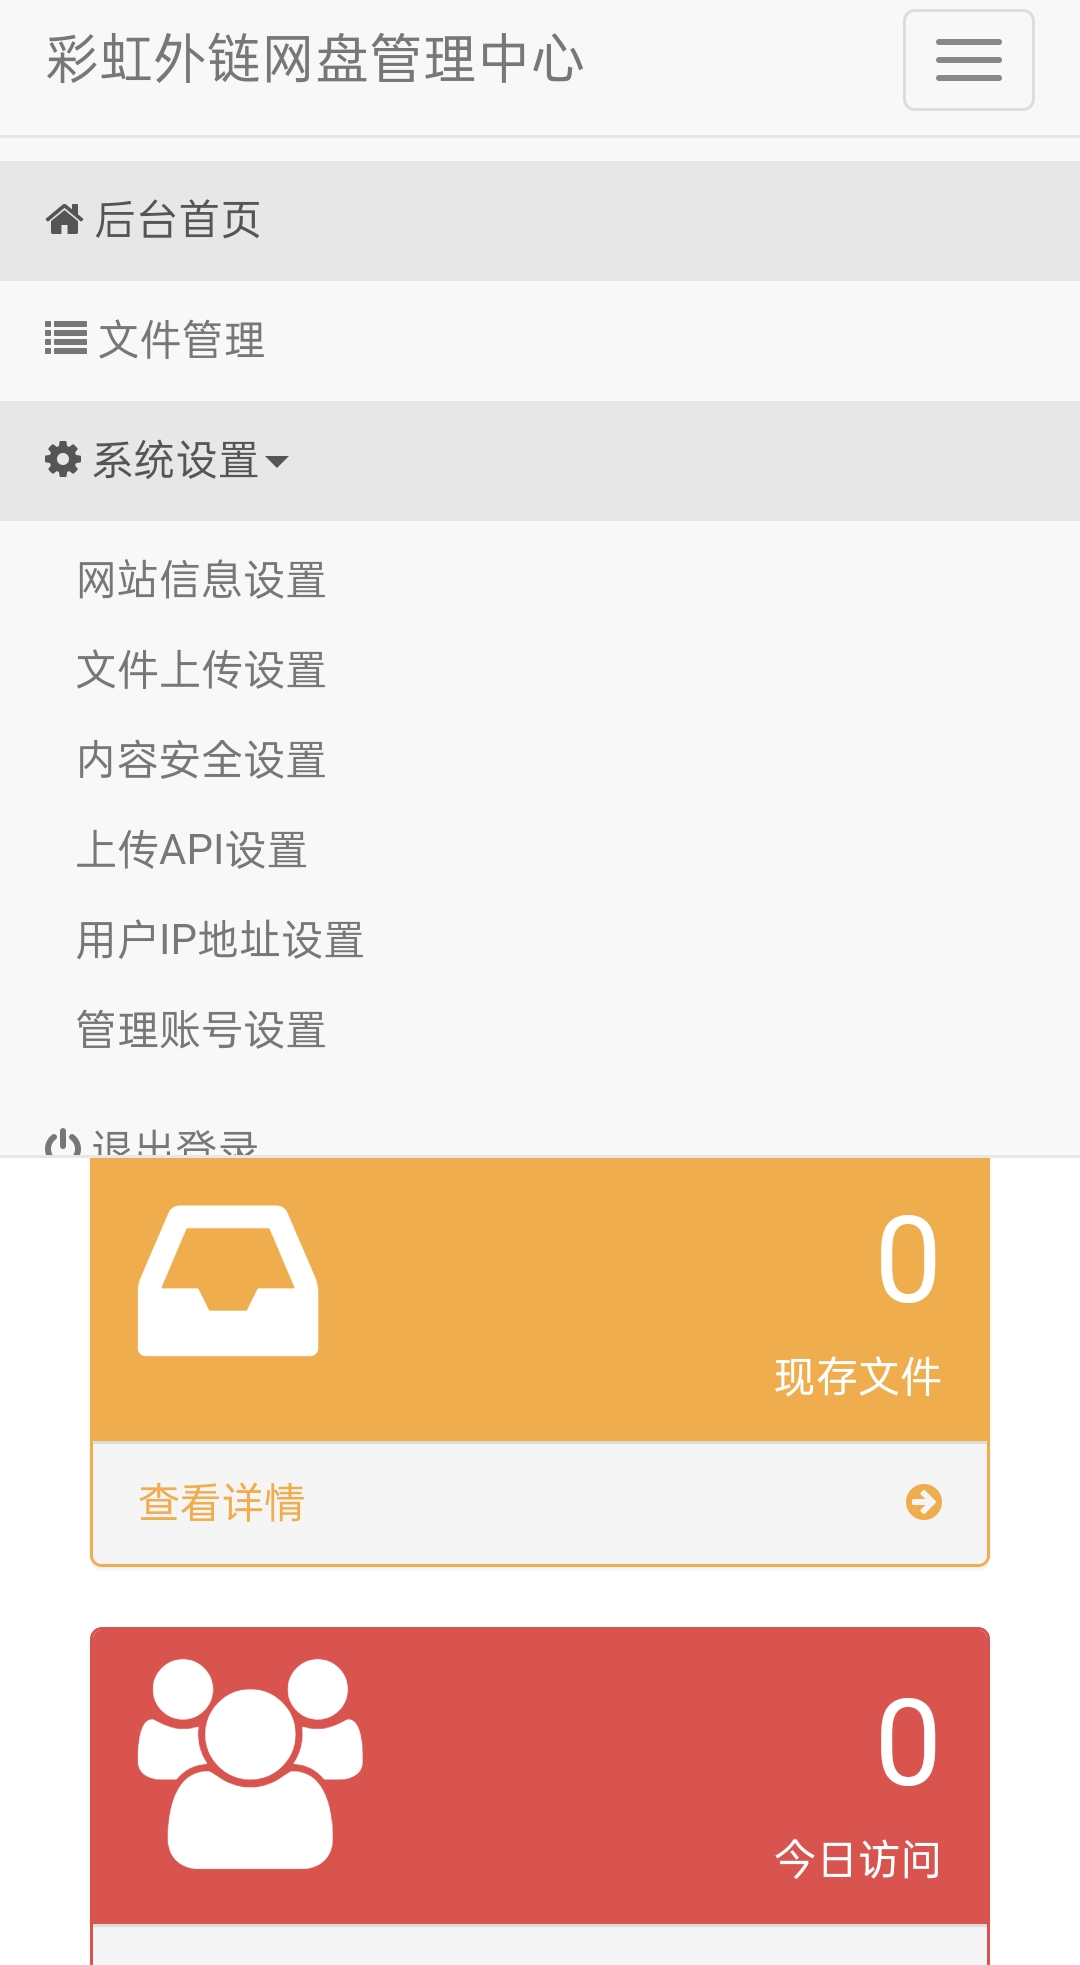 彩虹外链网盘管理中心
后台首页
文件管理
系统设置
网站信息设置
文件上传设置
内容安全设置
上传API设置
用户IP地址设置
管理账号设置
退出登录
0
现存文件
查看详情
0
今日访问